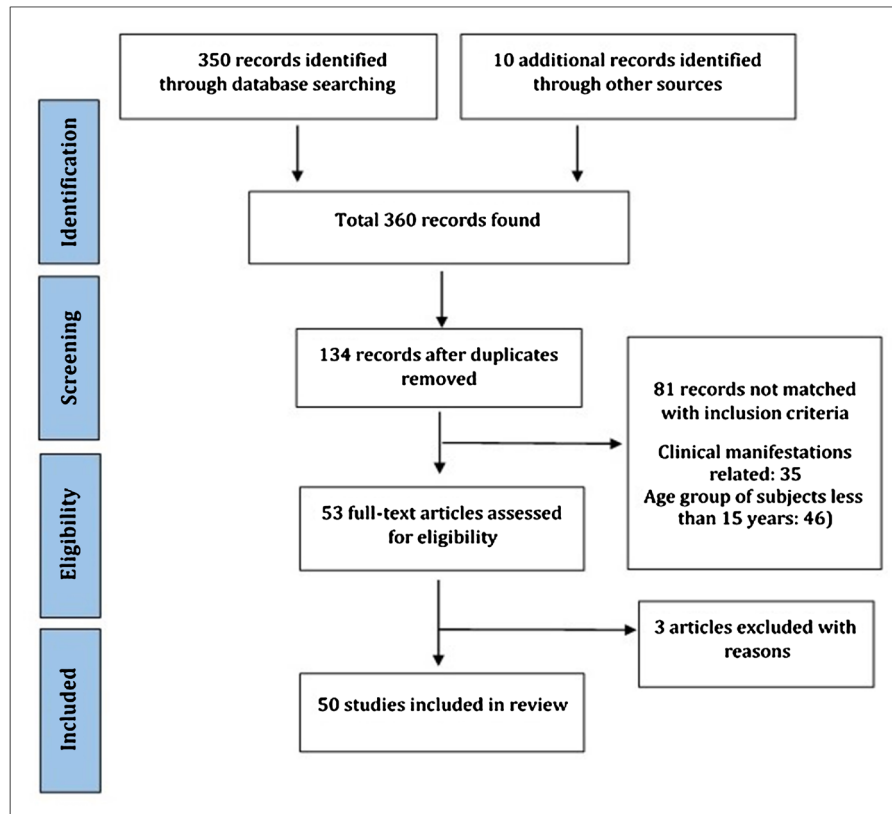 350 records identified
through database searching
10 additional records identified
through other sources
Identification
Total 360 records found
Screening
134 records after duplicates
removed
81 records not matched
with inclusion criteria
Clinical manifestations
related: 35
Age group of subjects less
than 15 years: 46)
Eligibility
53 full-text articles assessed
for eligibility
3 articles excluded with
reasons
Included
50 studies included in review